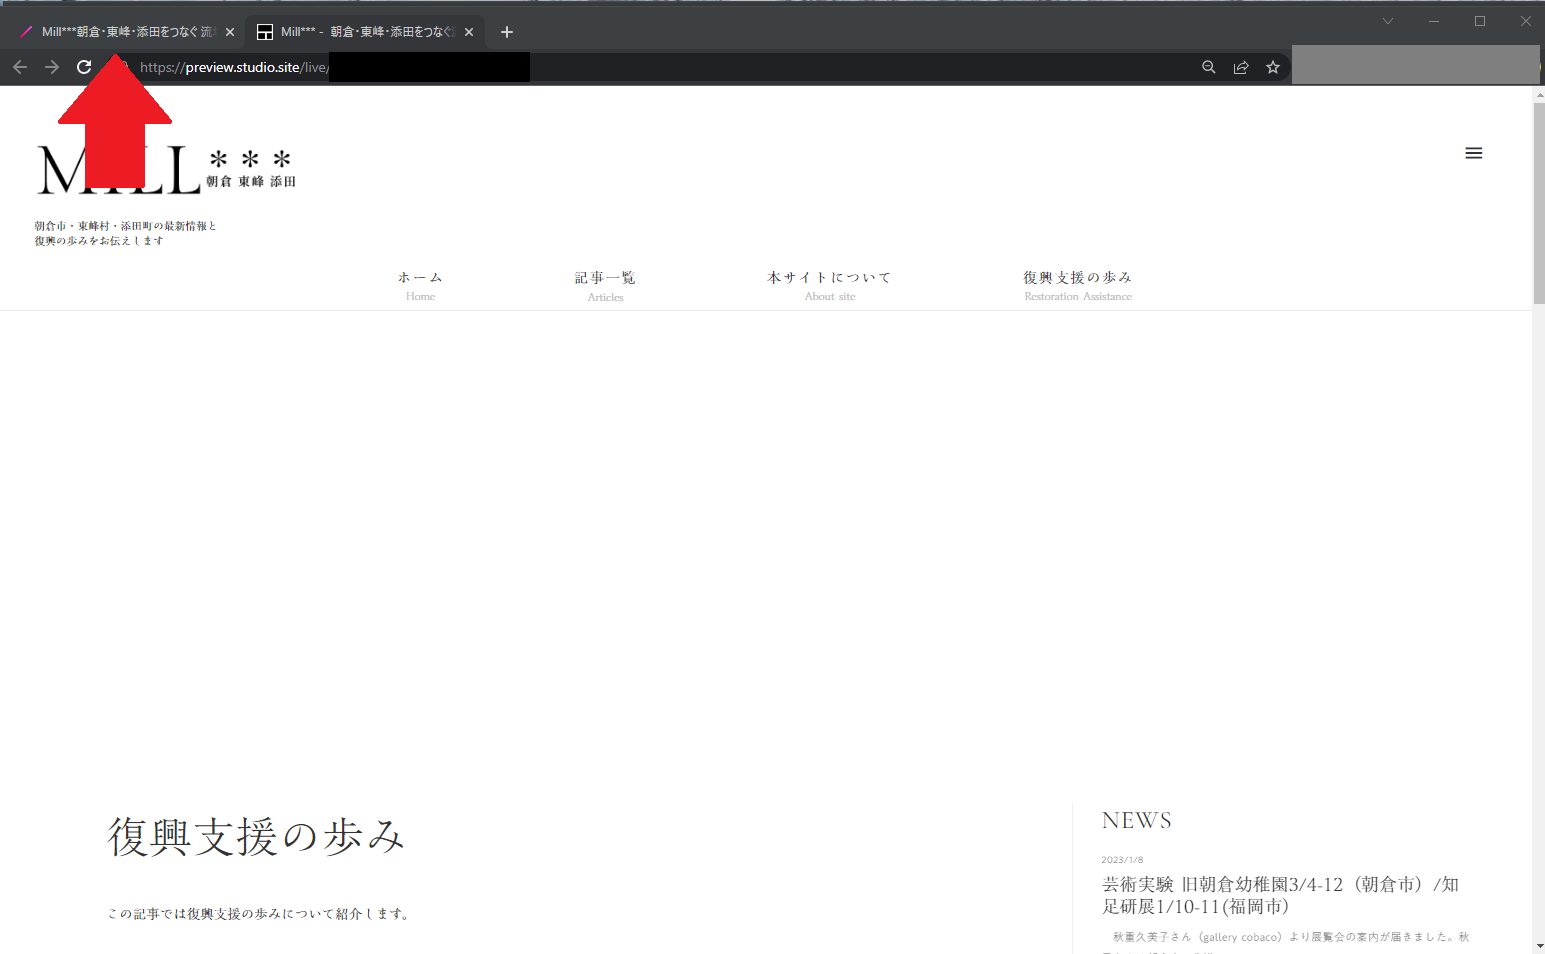 Mill***朝倉・東峰・添田をつなぐ 流
Mill*** - 朝倉・東峰・添田をつなぐ
https://preview.studio.site/live/
***
朝倉 東峰 添田
朝倉市・東峰村・添田町の最新情報と
復興の歩みをお伝えします
ホーム
Home
記事一覧
Articles
本サイトについて
About site
復興支援の歩み
Restoration Assistance
復興支援の歩み
この記事では復興支援の歩みについて紹介します。
NEWS
2023/1/8
芸術実験 旧朝倉幼稚園3/4-12（朝倉市）/知
足研展1/10-11(福岡市）
秋重久美子さん（gallery cobaco）より展覧会の案内が届きました。秋